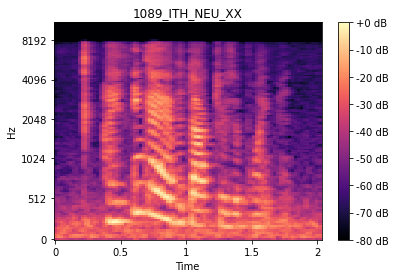 1089_ITH_NEU_XX
8192
4096
2048
1024
512
0
Hz
0
0.5
1
1.5
2
Time
+0 dB
-10 dB
-20 dB
-30 dB
-40 dB
-50 dB
-60 dB
-70 dB
-80 dB